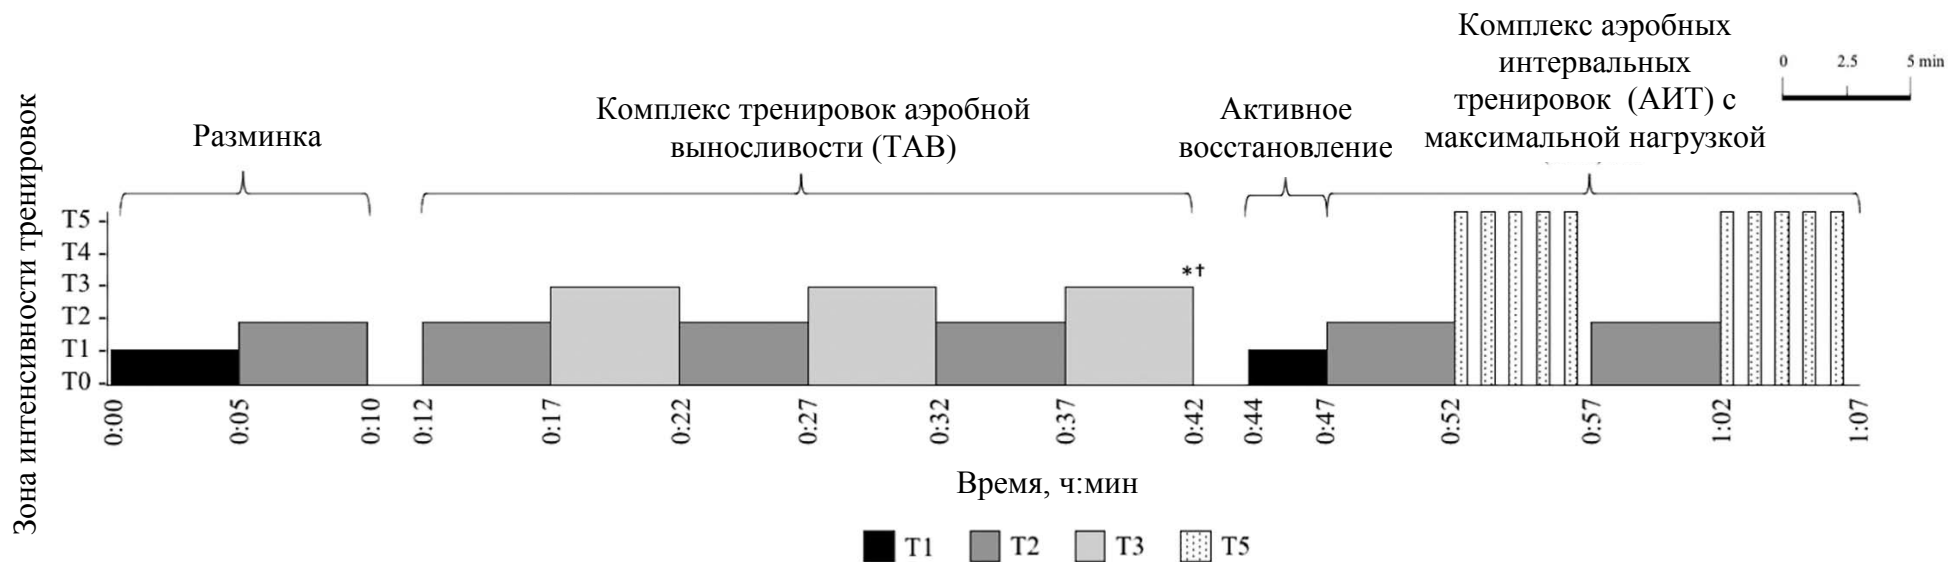 Комплекс аэробных
интервальных
тренировок (АИТ) с
максимальной нагрузкой
0 2.5 5 min
Комплекс тренировок аэробной
выносливости (ТАВ)
Активное
восстановление
Разминка
Зона интенсивности тренировок
T5
T4
T3
T2
T1
T0
*†
0:00 0:05 0:10 0:12 0:17 0:22 0:27 0:32 0:37 0:42 0:44 0:47 0:52 0:57 1:02 1:07
Время, ч:мин
T1 T2 T3 T5